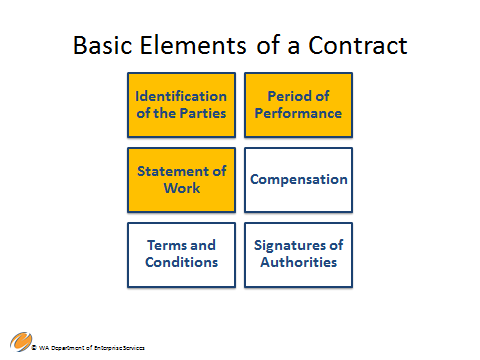 Basic Elements of a Contract
Identification
of the Parties
Period of
Performance
Statement of
Work
Compensation
Terms and
Conditions
Signatures of
Authorities
© WA Department of Enterprise Services